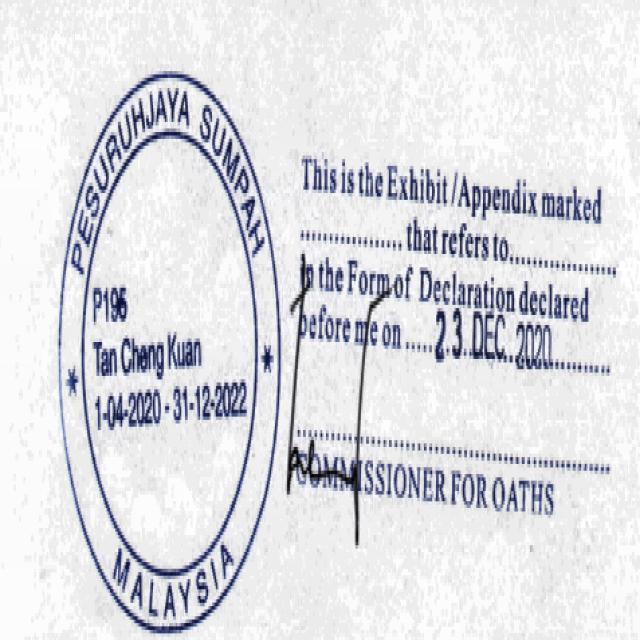 PESURUHJAYA SUMPAH
P195
Tan Cheng Kuan
1-04-2020 - 31-12-2022
MALAYSIA
This is the Exhibit / Appendix marked
................ that refers to.................
in the Form of Declaration declared
before me on ..... 23. DEC. 2020 ..........
COMMISSIONER FOR OATHS